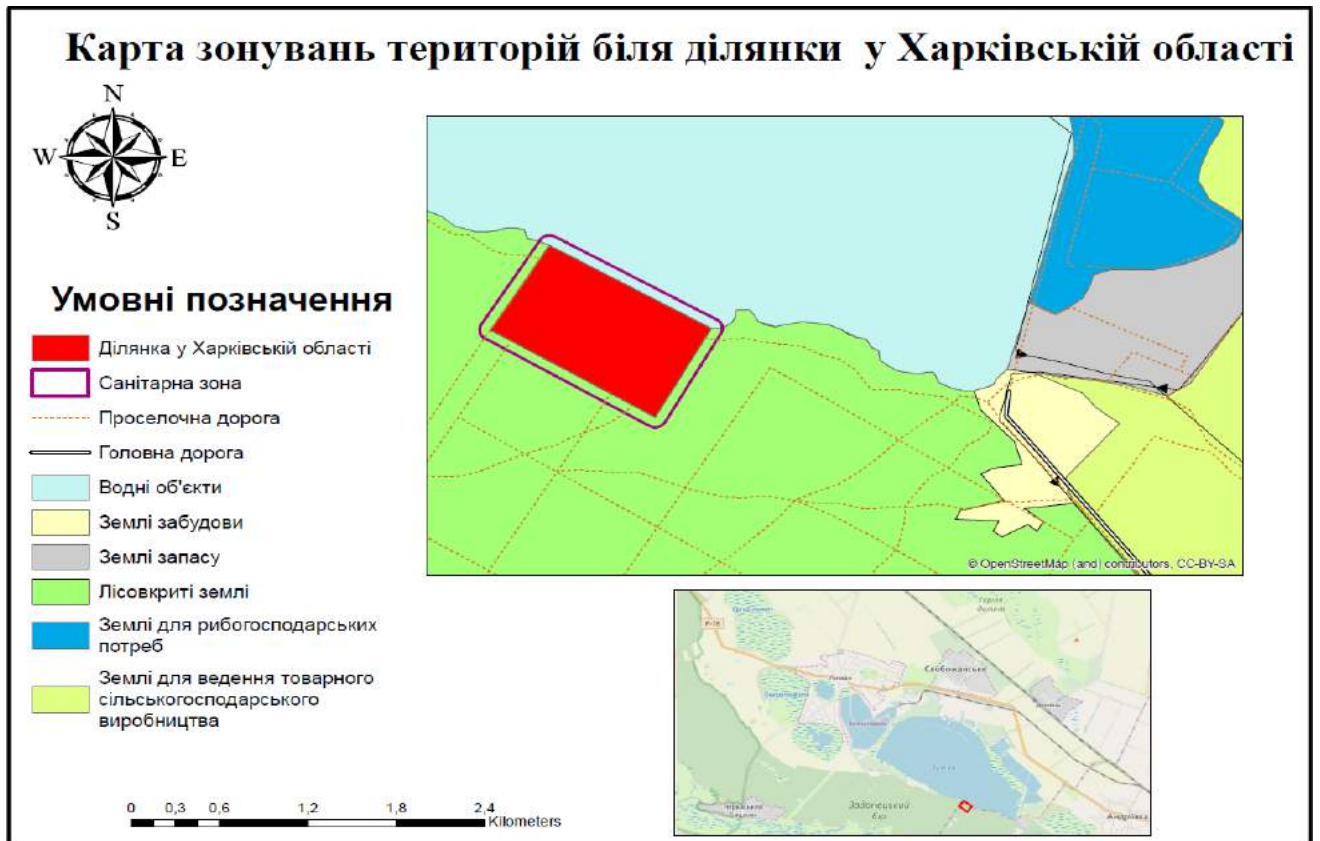 Карта зонувань територій біля ділянки у Харківській області
N
W
E
S
Умовні позначення
Ділянка у Харківській області
Санітарна зона
Проселочна дорога
Головна дорога
Водні об'єкти
Землі забудови
Землі запасу
Лісовкриті землі
Землі для рибогосподарських
потреб
Землі для ведення товарного
сільськогосподарського
виробництва
© OpenStreetMap (and) contributors, CC-BY-SA
Слобожанське
Лиман
Задонецький
бір
Андріївка
0 0,3 0,6 1,2 1,8 2,4
Kilometers